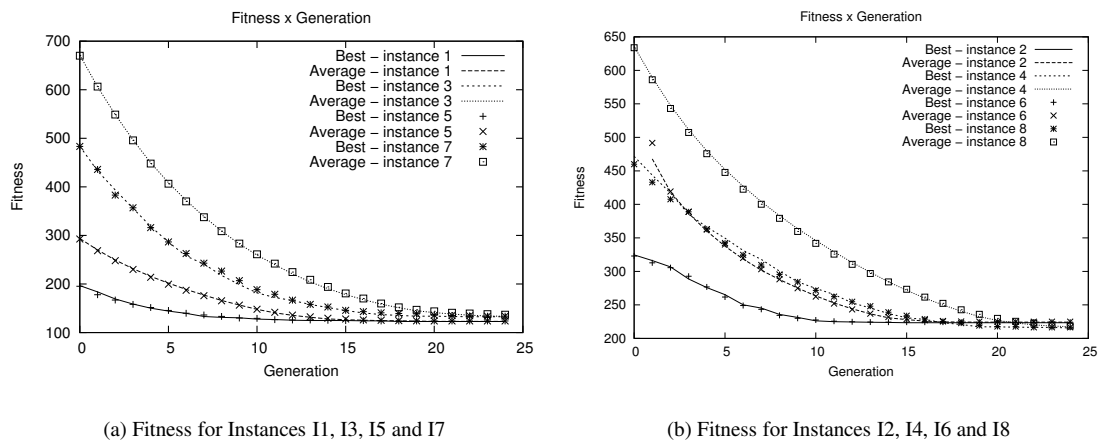 Fitness x Generation
700
600
500
400
300
200
100
0
5
10
15
20
25
Fitness
Generation
Best – instance 1
Average – instance 1
Best – instance 3
Average – instance 3
Best – instance 5
Average – instance 5
Best – instance 7
Average – instance 7
(a) Fitness for Instances I1, I3, I5 and I7
Fitness x Generation
650
600
550
500
450
400
350
300
250
200
0
5
10
15
20
25
Fitness
Generation
Best – instance 2
Average – instance 2
Best – instance 4
Average – instance 4
Best – instance 6
Average – instance 6
Best – instance 8
Average – instance 8
(b) Fitness for Instances I2, I4, I6 and I8